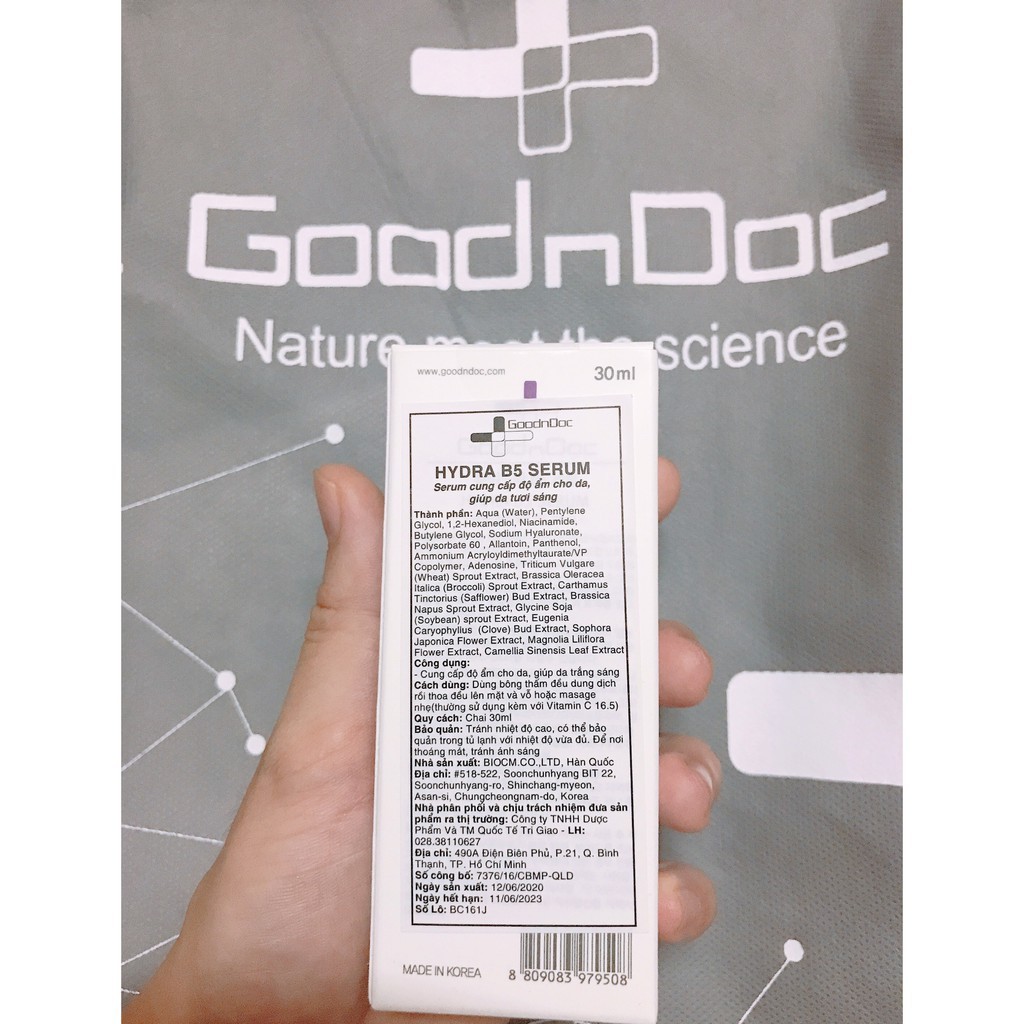 GoodnDoc
Nature meet the science
www.goodndoc.com
30ml
GoodnDoc
HYDRA B5 SERUM
Serum cung cấp độ ẩm cho da,
giúp da tươi sáng
Thành phần: Aqua (Water), Pentylene
Glycol, 1,2-Hexanediol, Niacinamide,
Butylene Glycol, Sodium Hyaluronate,
Polysorbate 60 , Allantoin, Panthenol,
Ammonium Acryloyldimethyltaurate/VP
Copolymer, Adenosine, Triticum Vulgare
(Wheat) Sprout Extract, Brassica Oleracea
Italica (Broccoli) Sprout Extract, Carthamus
Tinctorius (Safflower) Bud Extract, Brassica
Napus Sprout Extract, Glycine Soja
(Soybean) sprout Extract, Eugenia
Caryophylius (Clove) Bud Extract, Sophora
Japonica Flower Extract, Magnolia Liliflora
Flower Extract, Camellia Sinensis Leaf Extract
Công dụng:
- Cung cấp độ ẩm cho da, giúp da trắng sáng
Cách dùng: Dùng bông thấm đều dung dịch
rồi thoa đều lên mặt và vỗ hoặc masage
nhẹ(thường sử dụng kèm với Vitamin C 16.5)
Quy cách: Chai 30ml
Bảo quản: Tránh nhiệt độ cao, có thể bảo
quản trong tủ lạnh với nhiệt độ vừa đủ. Để nơi
thoáng mát, tránh ánh sáng
Nhà sản xuất: BIOCM.CO.,LTD, Hàn Quốc
Địa chỉ: #518-522, Soonchunhyang BIT 22,
Soonchunhyang-ro, Shinchang-myeon,
Asan-si, Chungcheongnam-do, Korea
Nhà phân phối và chịu trách nhiệm đưa sản
phẩm ra thị trường: Công ty TNHH Dược
Phẩm Và TM Quốc Tế Tri Giao - LH:
028.38110627
Địa chỉ: 490A Điện Biên Phủ, P.21, Q. Bình
Thạnh, TP. Hồ Chí Minh
Số công bố: 7376/16/CBMP-QLD
Ngày sản xuất: 12/06/2020
Ngày hết hạn: 11/06/2023
Số Lô: BC161J
MADE IN KOREA
8 809083 979508